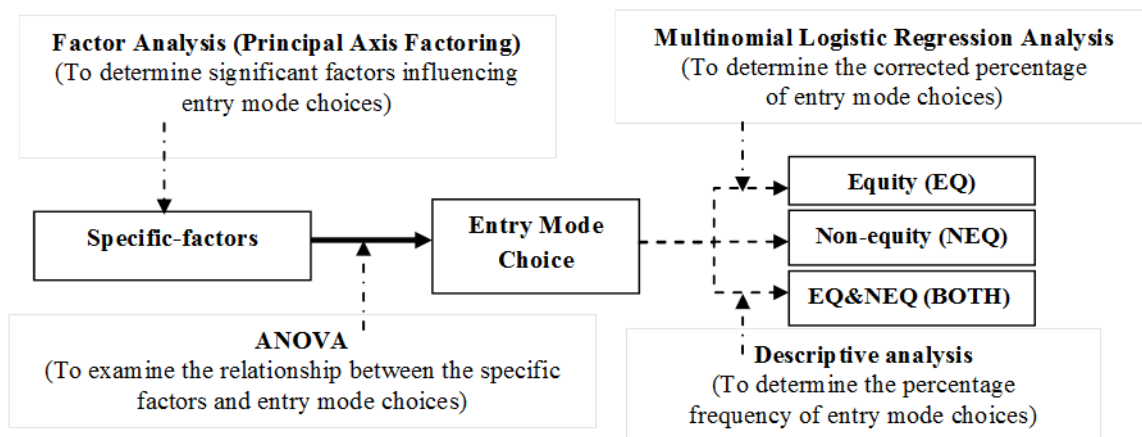 Factor Analysis (Principal Axis Factoring)
(To determine significant factors influencing
entry mode choices)
Multinomial Logistic Regression Analysis
(To determine the corrected percentage
of entry mode choices)
Specific-factors
Entry Mode
Choice
Equity (EQ)
Non-equity (NEQ)
EQ&NEQ (BOTH)
ANOVA
(To examine the relationship between the specific
factors and entry mode choices)
Descriptive analysis
(To determine the percentage
frequency of entry mode choices)